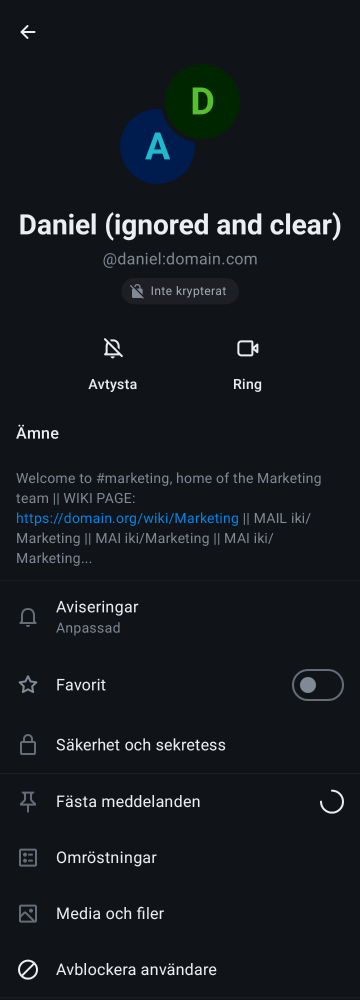 D
A
Daniel (ignored and clear)
@daniel:domain.com
Inte krypterat
Avtysta
Ring
Ämne
Welcome to #marketing, home of the Marketing
team || WIKI PAGE:
https://domain.org/wiki/Marketing || MAIL iki/
Marketing || MAI iki/Marketing || MAI iki/
Marketing...
Aviseringar
Anpassad
Favorit
Säkerhet och sekretess
Fästa meddelanden
Omröstningar
Media och filer
Avblockera användare